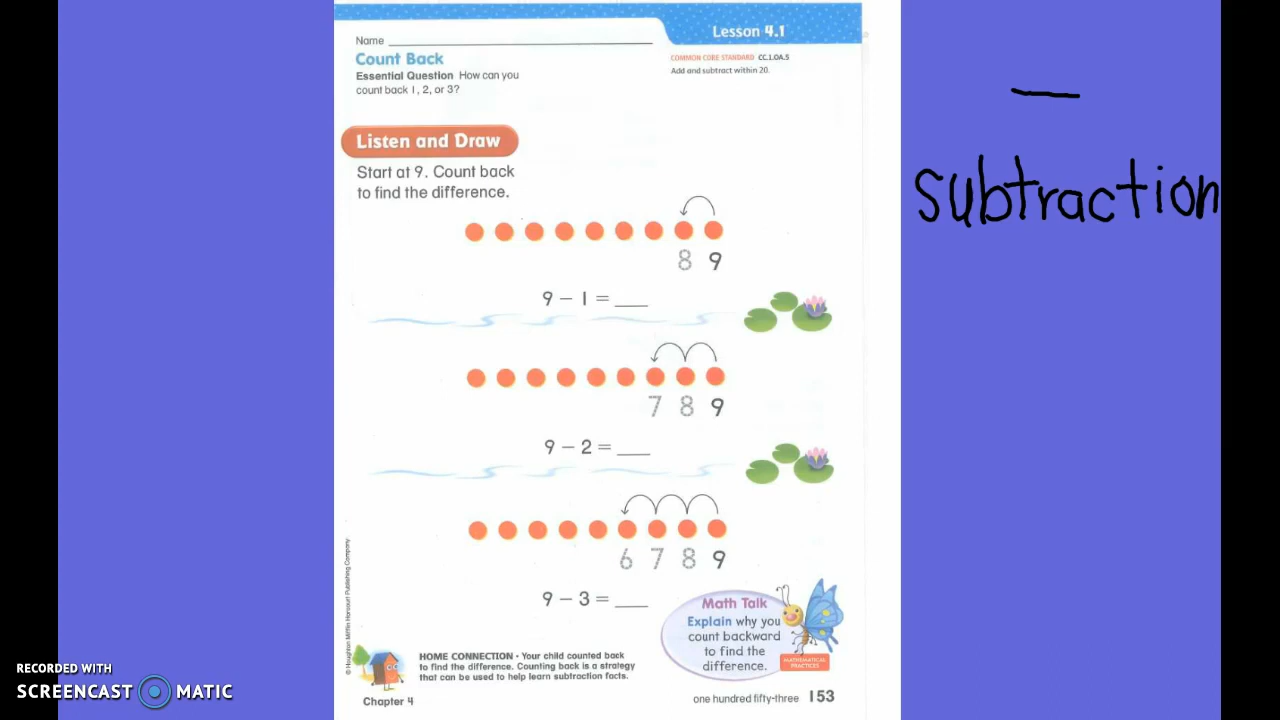 Lesson 4.1
Name
Count Back
COMMON CORE STANDARD CC.1.OA.5
Essential Question How can you
Add and subtract within 20.
count back 1, 2, or 3?
—
subtraction
Listen and Draw
Start at 9. Count back
to find the difference.
8 9
9 − 1 = ___
7 8 9
9 − 2 = ___
6 7 8 9
9 − 3 = ___
Math Talk
Explain why you
count backward
to find the
difference.
MATHEMATICAL
PRACTICES
© Houghton Mifflin Harcourt Publishing Company
HOME CONNECTION • Your child counted back
to find the difference. Counting back is a strategy
that can be used to help learn subtraction facts.
Chapter 4
one hundred fifty-three 153
RECORDED WITH
SCREENCAST MATIC